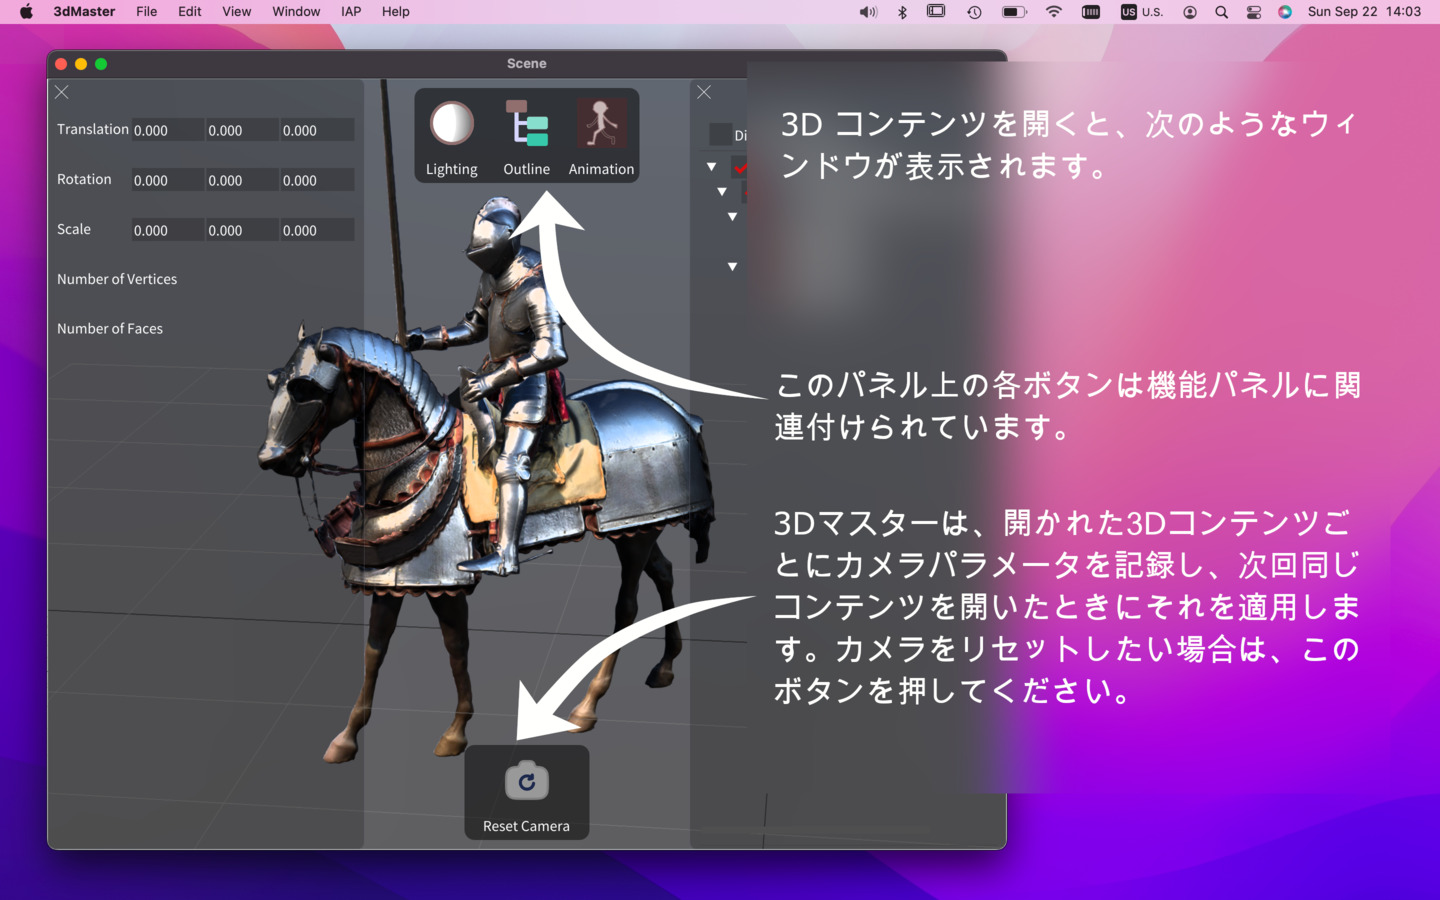 3dMaster File Edit View Window IAP Help US U.S. Sun Sep 22 14:03
Scene
Translation 0.000 0.000 0.000
Rotation 0.000 0.000 0.000
Scale 0.000 0.000 0.000
Number of Vertices
Number of Faces
Lighting Outline Animation
Di
3D コンテンツを開くと、次のようなウィ
ンドウが表示されます。
このパネル上の各ボタンは機能パネルに関
連付けられています。
3Dマスターは、開かれた3Dコンテンツご
とにカメラパラメータを記録し、次回同じ
コンテンツを開いたときにそれを適用しま
す。カメラをリセットしたい場合は、この
ボタンを押してください。
Reset Camera